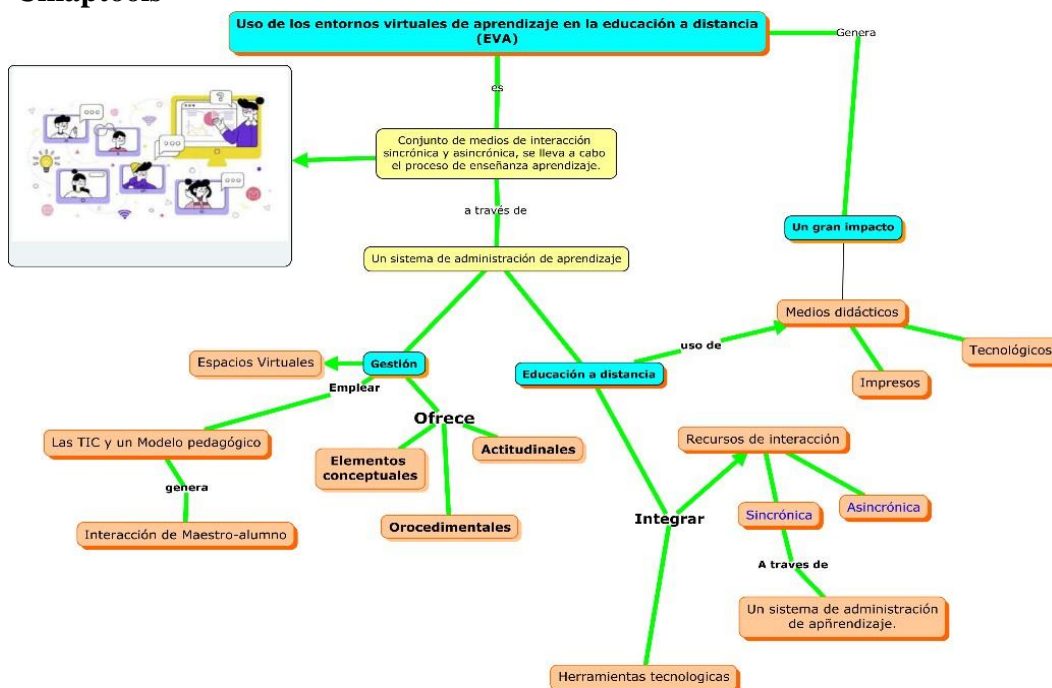 Cmaptools
Uso de los entornos virtuales de aprendizaje en la educación a distancia
(EVA)
Genera
es
Conjunto de medios de interacción
sincrónica y asincrónica, se lleva a cabo
el proceso de enseñanza aprendizaje.
a través de
Un gran impacto
Un sistema de administración de aprendizaje
Medios didácticos
uso de
Tecnológicos
Espacios Virtuales
Gestión
Educación a distancia
Impresos
Emplear
Ofrece
Las TIC y un Modelo pedagógico
Actitudinales
Recursos de interacción
Elementos
conceptuales
genera
Integrar
Sincrónica
Asincrónica
Interacción de Maestro-alumno
Orocedimentales
A traves de
Un sistema de administración
de apñrendizaje.
Herramientas tecnologicas